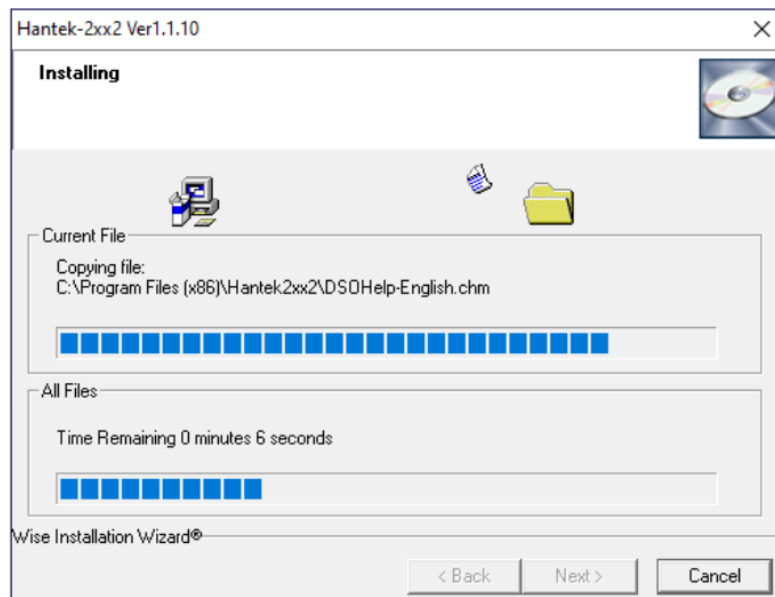 Hantek-2xx2 Ver1.1.10
Installing
Current File
Copying file:
C:\Program Files (x86)\Hantek2xx2\DSOHelp-English.chm
All Files
Time Remaining 0 minutes 6 seconds
Wise Installation Wizard®
< Back
Next >
Cancel